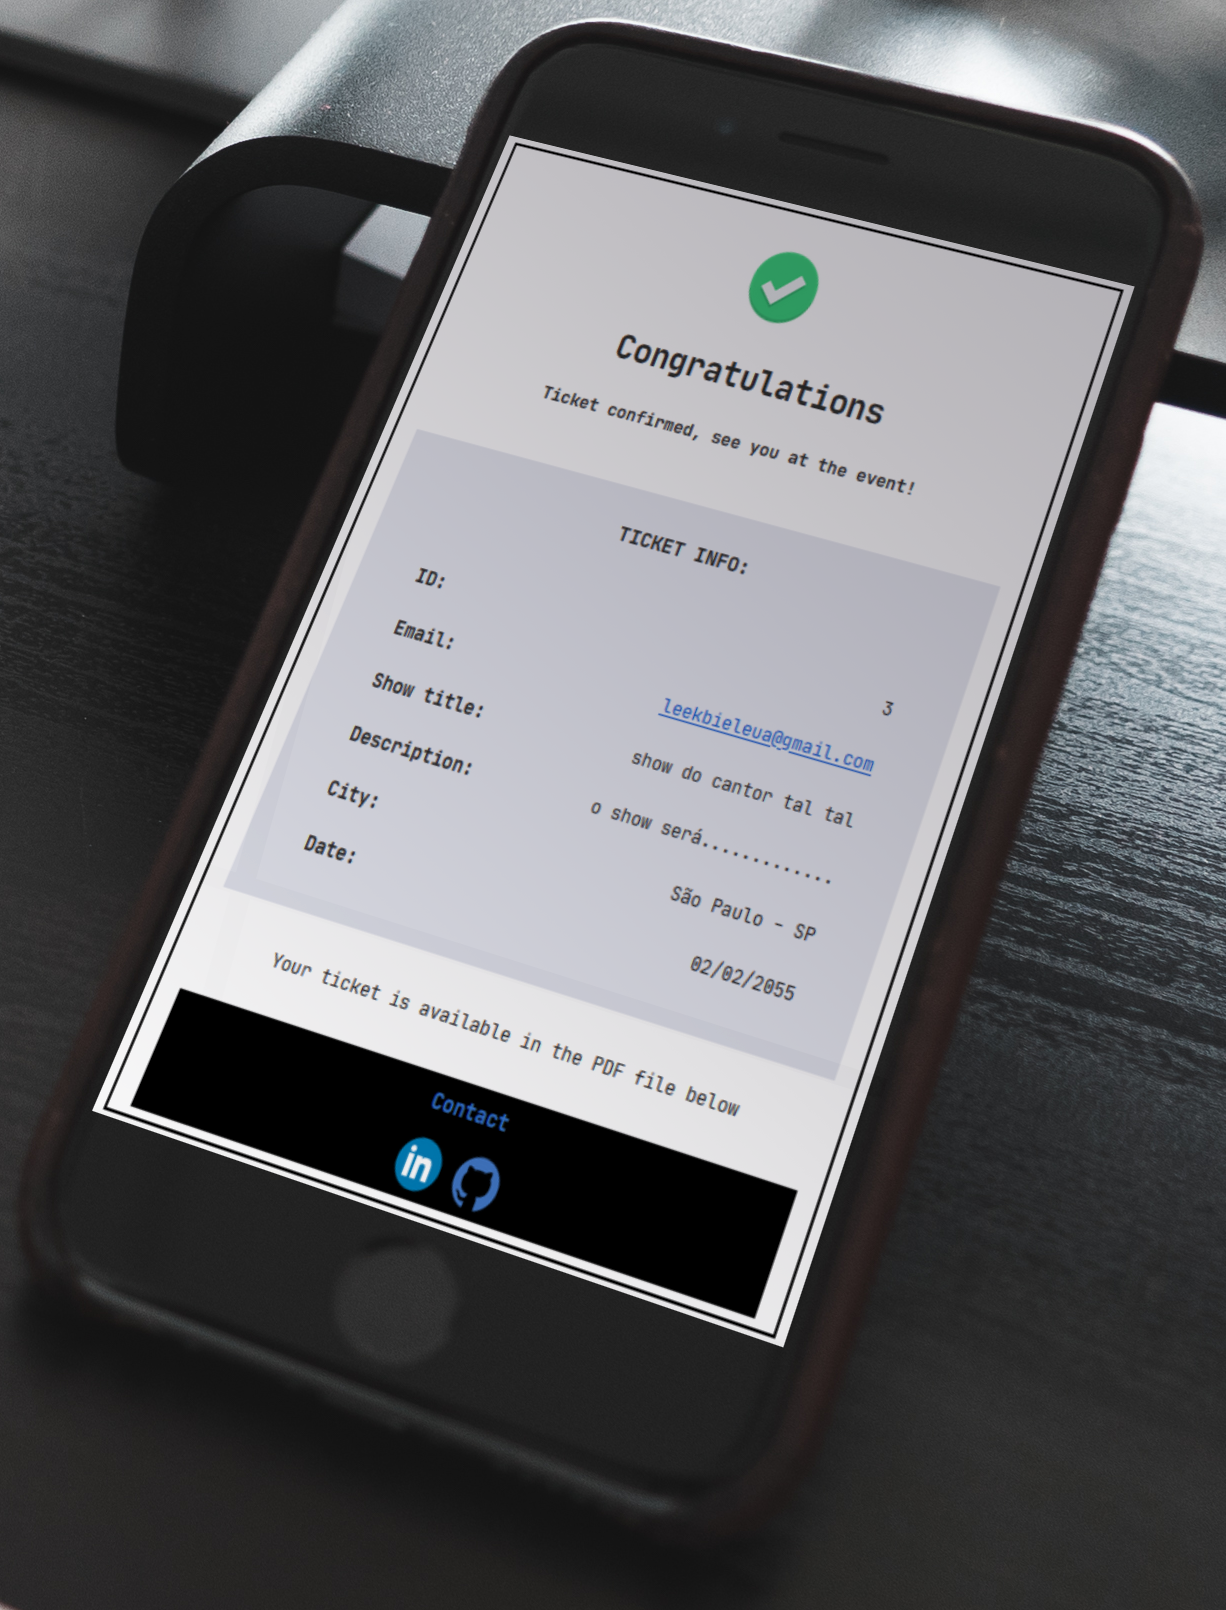 Congratulations
Ticket confirmed, see you at the event!
TICKET INFO:
ID: 3
Email: leekbieleua@gmail.com
Show title: show do cantor tal tal
Description: o show será.............
City: São Paulo - SP
Date: 02/02/2055
Your ticket is available in the PDF file below
Contact
in